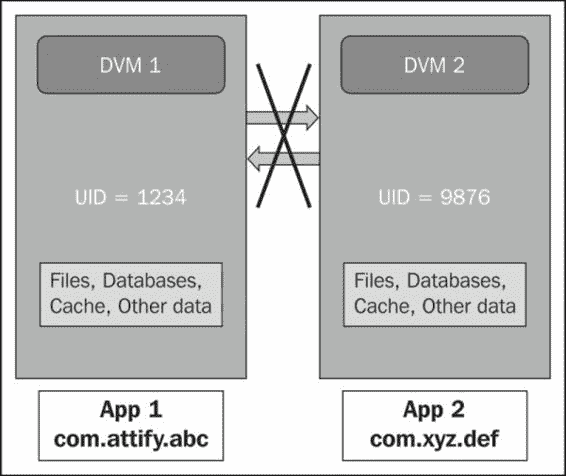 DVM 1
UID = 1234
Files, Databases,
Cache, Other data
App 1
com.attify.abc
DVM 2
UID = 9876
Files, Databases,
Cache, Other data
App 2
com.xyz.def